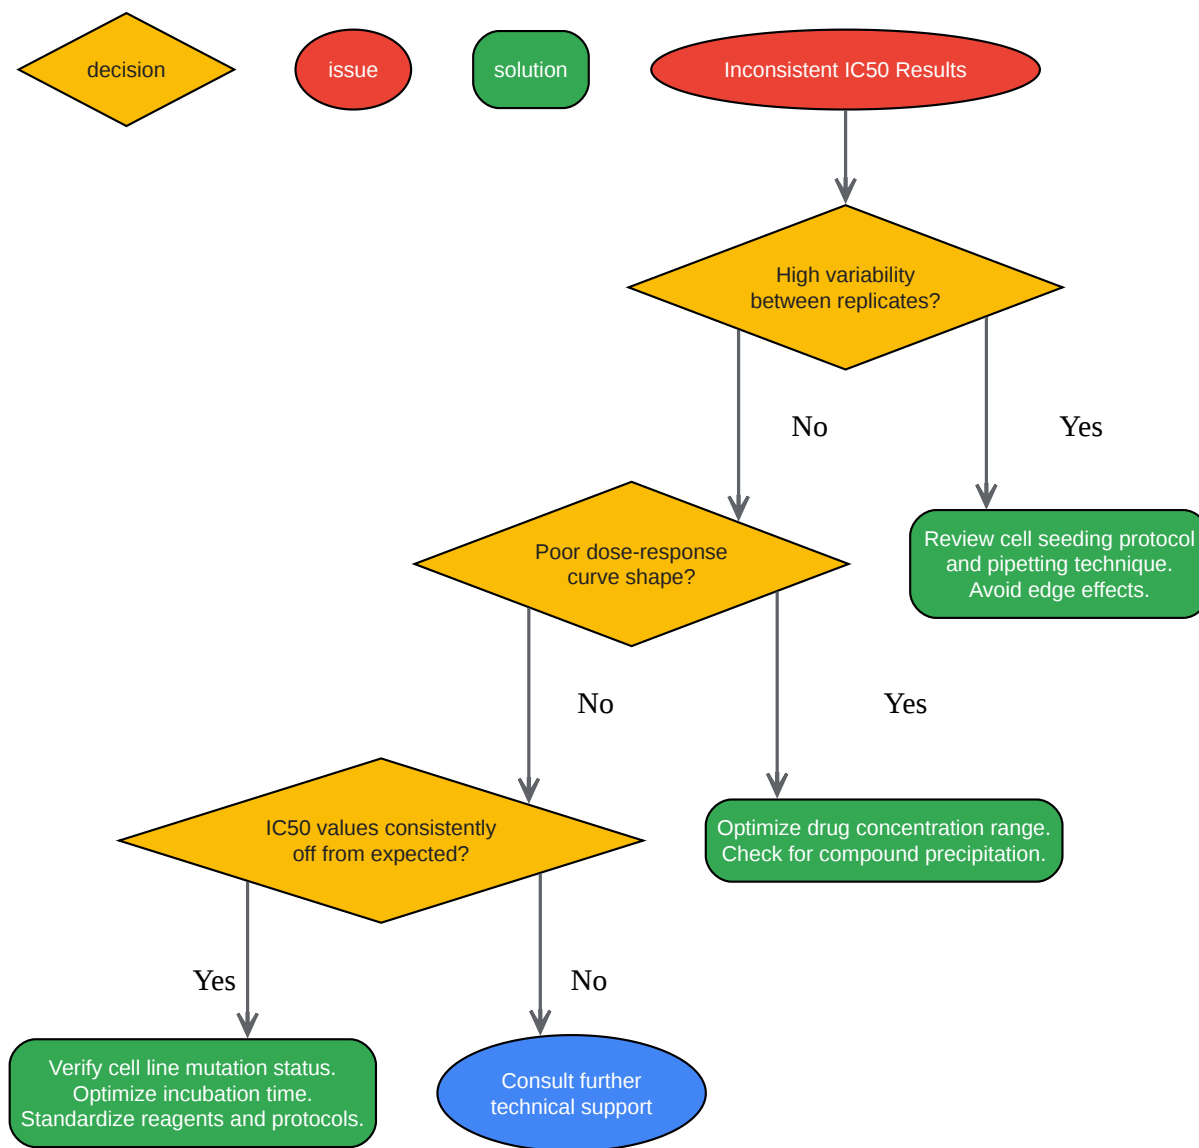 decision
issue
solution
Inconsistent IC50 Results
High variability
between replicates?
No
Yes
Poor dose-response
curve shape?
Review cell seeding protocol
and pipetting technique.
Avoid edge effects.
No
Yes
IC50 values consistently
off from expected?
Optimize drug concentration range.
Check for compound precipitation.
Yes
No
Verify cell line mutation status.
Optimize incubation time.
Standardize reagents and protocols.
Consult further
technical support